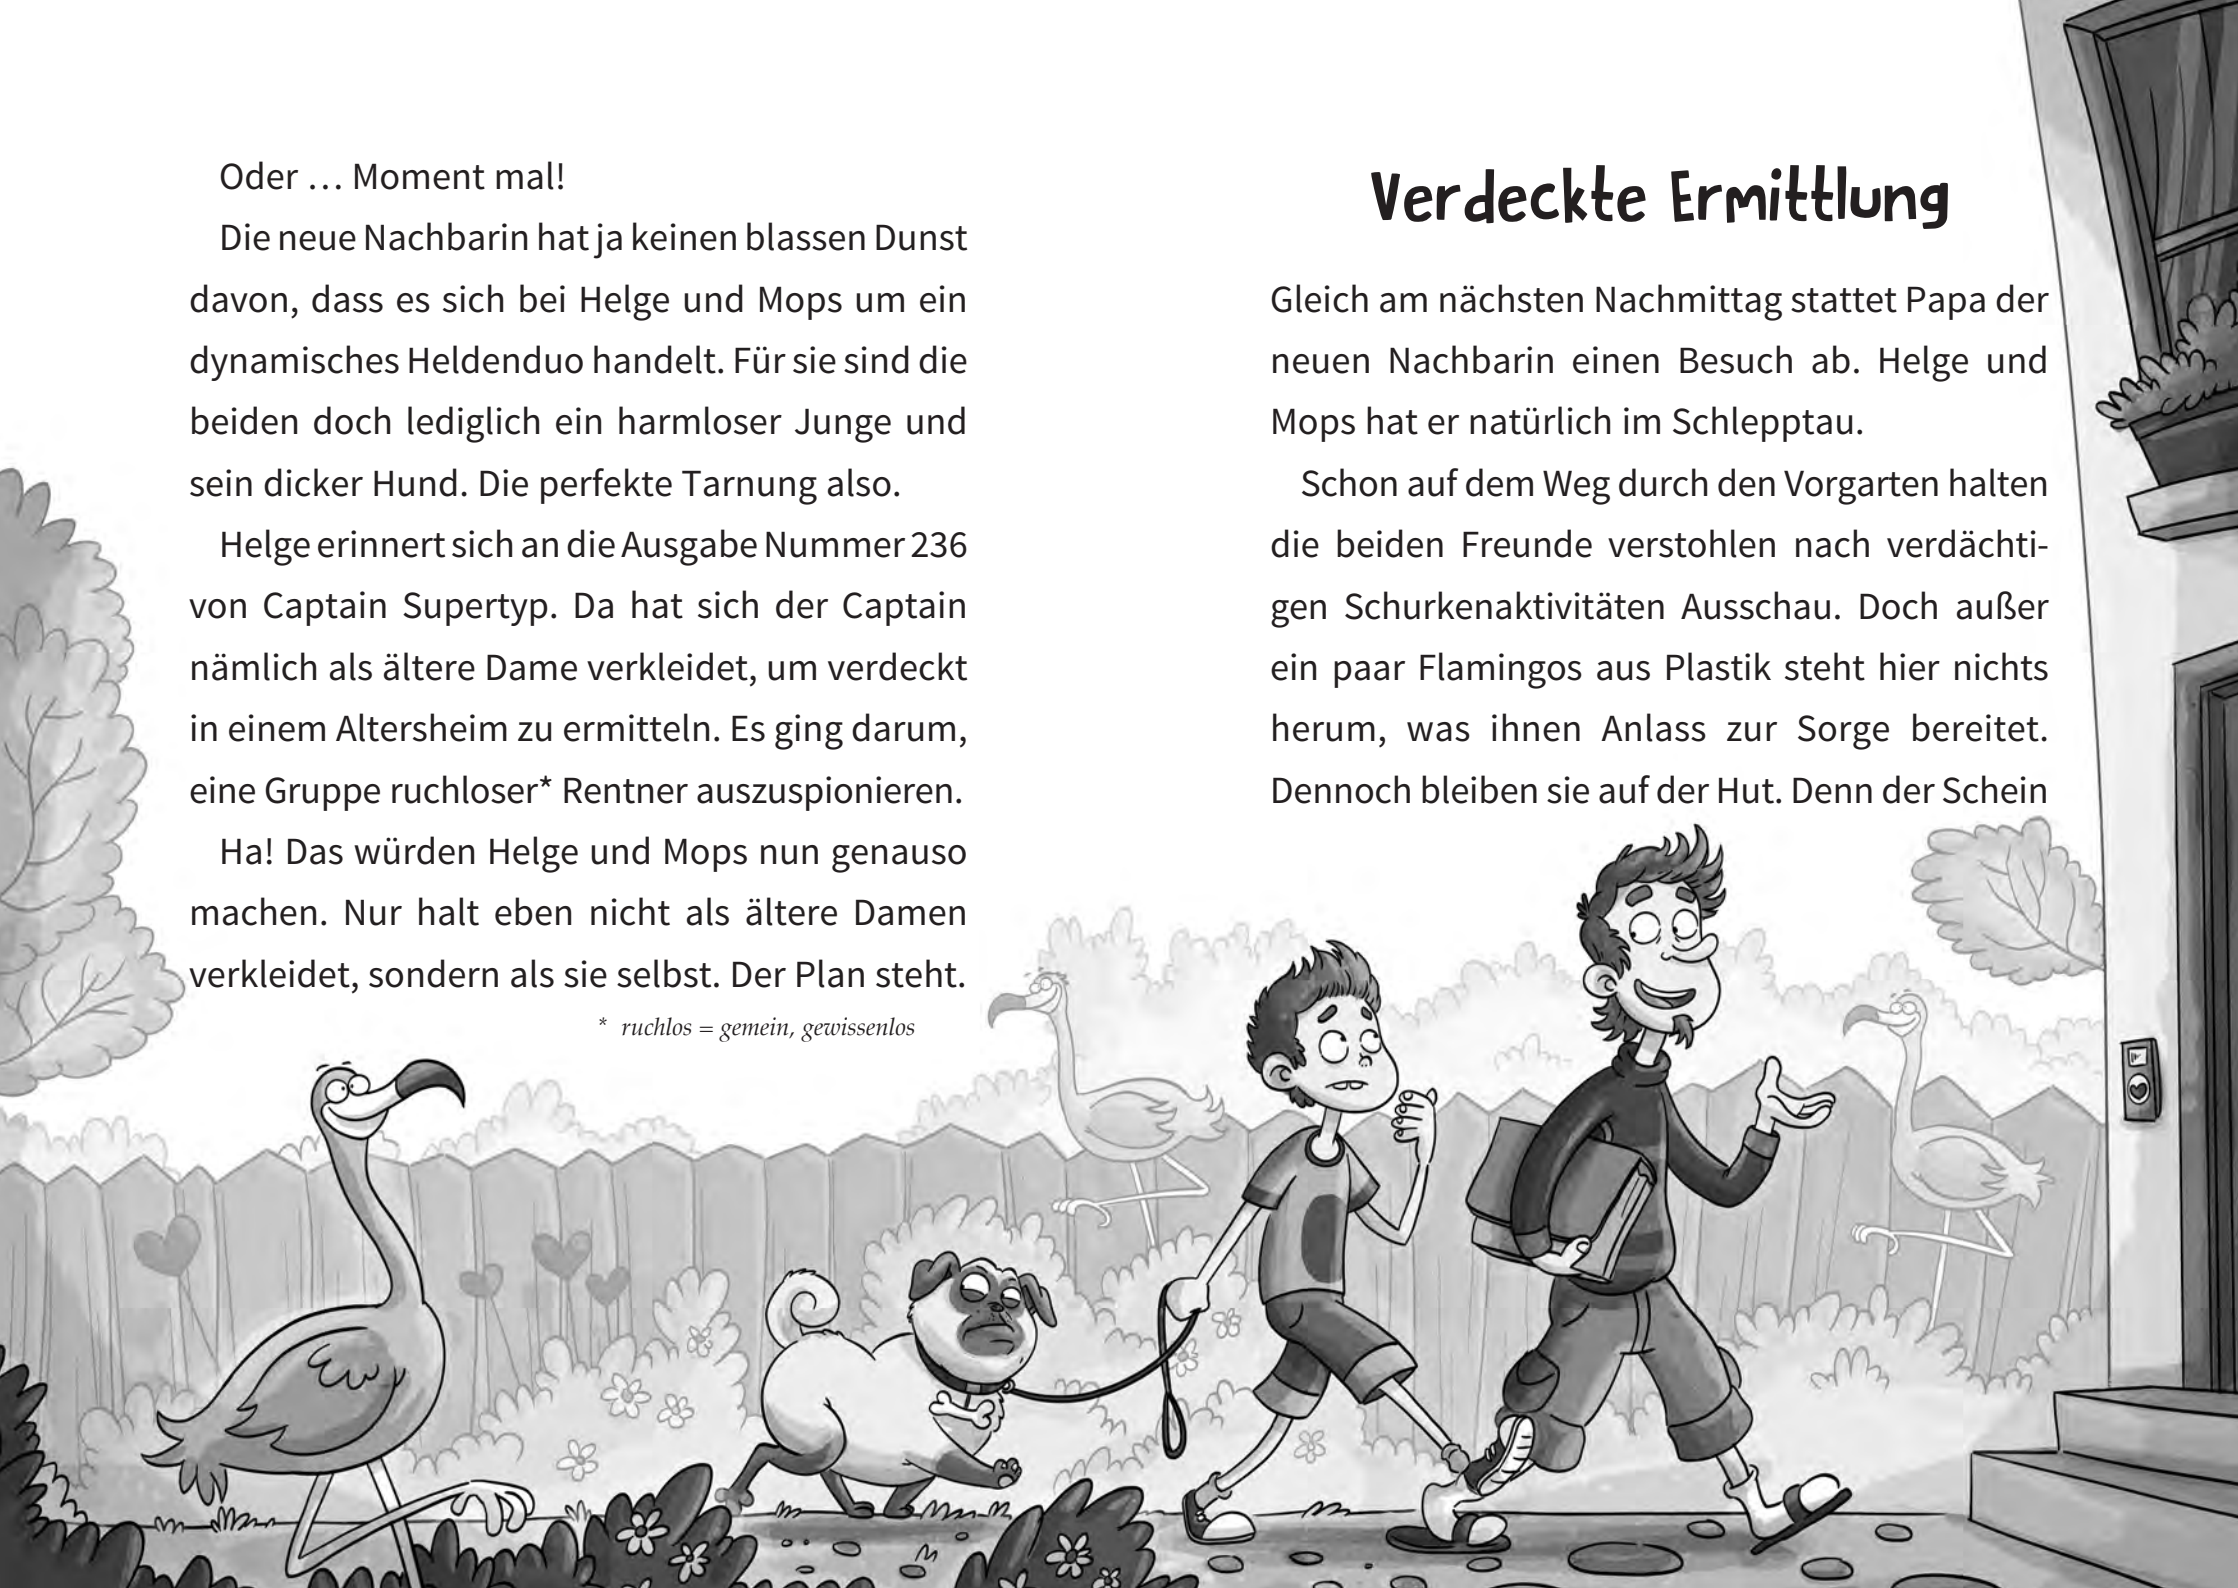 Oder … Moment mal!
Die neue Nachbarin hat ja keinen blassen Dunst
davon, dass es sich bei Helge und Mops um ein
dynamisches Heldenduo handelt. Für sie sind die
beiden doch lediglich ein harmloser Junge und
sein dicker Hund. Die perfekte Tarnung also.
Helge erinnert sich an die Ausgabe Nummer 236
von Captain Supertyp. Da hat sich der Captain
nämlich als ältere Dame verkleidet, um verdeckt
in einem Altersheim zu ermitteln. Es ging darum,
eine Gruppe ruchloser* Rentner auszuspionieren.
Ha! Das würden Helge und Mops nun genauso
machen. Nur halt eben nicht als ältere Damen
verkleidet, sondern als sie selbst. Der Plan steht.
* ruchlos = gemein, gewissenlos
Verdeckte Ermittlung
Gleich am nächsten Nachmittag stattet Papa der
neuen Nachbarin einen Besuch ab. Helge und
Mops hat er natürlich im Schlepptau.
Schon auf dem Weg durch den Vorgarten halten
die beiden Freunde verstohlen nach verdächti-
gen Schurkenaktivitäten Ausschau. Doch außer
ein paar Flamingos aus Plastik steht hier nichts
herum, was ihnen Anlass zur Sorge bereitet.
Dennoch bleiben sie auf der Hut. Denn der Schein